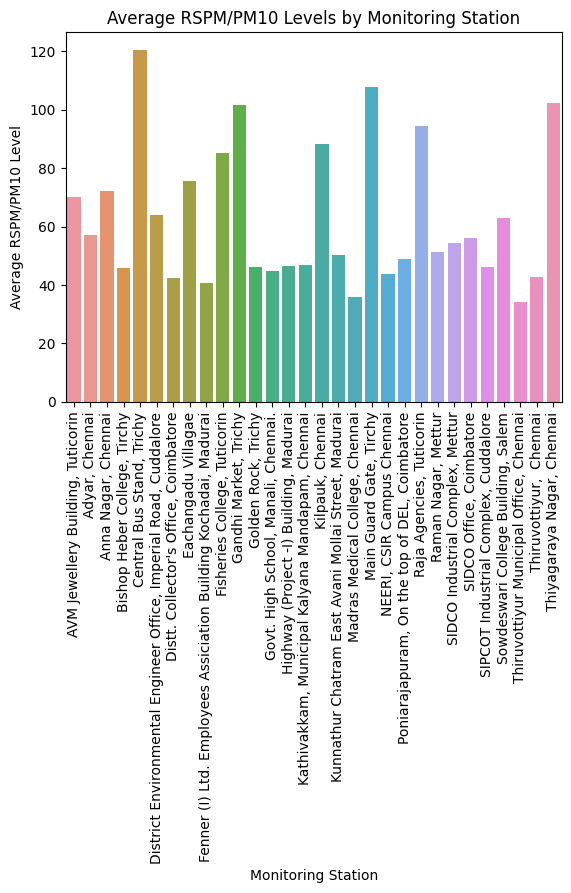 Average RSPM/PM10 Levels by Monitoring Station
Average RSPM/PM10 Level
120
100
80
60
40
20
0
AVM Jewellery Building, Tuticorin
Adyar, Chennai
Anna Nagar, Chennai
Bishop Heber College, Tirchy
Central Bus Stand, Trichy
District Environmental Engineer Office, Imperial Road, Cuddalore
Distt. Collector's Office, Coimbatore
Eachangadu Villagae
Fenner (I) Ltd. Employees Assiciation Building Kochadai, Madurai
Fisheries College, Tuticorin
Gandhi Market, Trichy
Golden Rock, Trichy
Govt. High School, Manali, Chennai.
Highway (Project -I) Building, Madurai
Kathivakkam, Municipal Kalyana Mandapam, Chennai
Kilpauk, Chennai
Kunnathur Chatram East Avani Mollai Street, Madurai
Madras Medical College, Chennai
Main Guard Gate, Tirchy
NEERI, CSIR Campus Chennai
Poniarajapuram, On the top of DEL, Coimbatore
Raja Agencies, Tuticorin
Raman Nagar, Mettur
SIDCO Industrial Complex, Mettur
SIDCO Office, Coimbatore
SIPCOT Industrial Complex, Cuddalore
Sowdeswari College Building, Salem
Thiruvottiyur Municipal Office, Chennai
Thiruvottiyur, Chennai
Thiyagaraya Nagar, Chennai
Monitoring Station